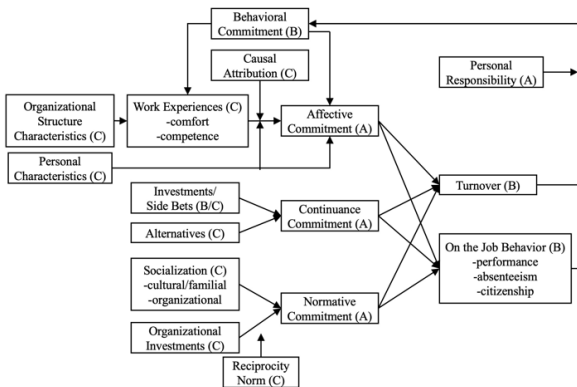 Behavioral
Commitment (B)
Causal
Attribution (C)
Personal
Responsibility (A)
Organizational
Structure
Characteristics (C)
Work Experiences (C)
-comfort
-competence
Affective
Commitment (A)
Personal
Characteristics (C)
Investments/
Side Bets (B/C)
Alternatives (C)
Continuance
Commitment (A)
Turnover (B)
On the Job Behavior (B)
-performance
-absenteeism
-citizenship
Socialization (C)
-cultural/familial
-organizational
Normative
Commitment (A)
Organizational
Investments (C)
Reciprocity
Norm (C)